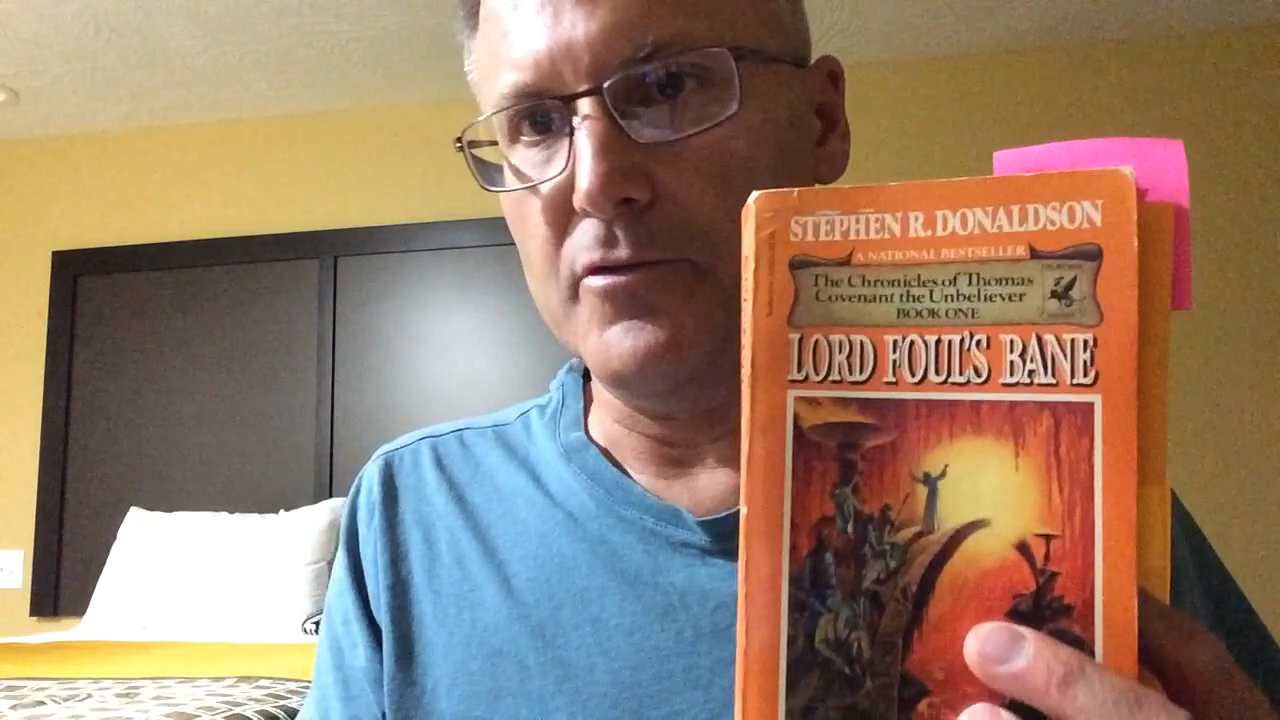 STEPHEN R. DONALDSON
A NATIONAL BESTSELLER
The Chronicles of Thomas
Covenant the Unbeliever
BOOK ONE
LORD FOUL'S BANE